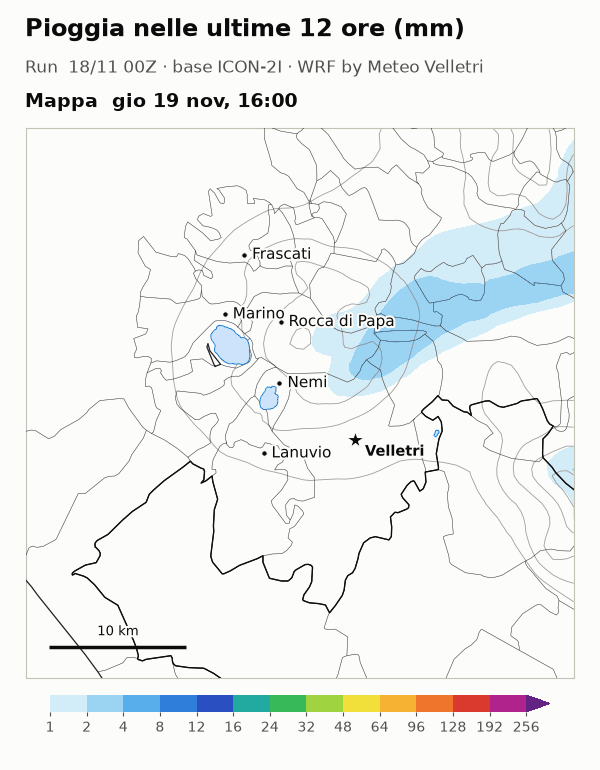 Pioggia nelle ultime 12 ore (mm)
Run  18/11 00Z · base ICON-2I · WRF by Meteo Velletri
Mappa  gio 19 nov, 16:00
Frascati
Marino
Rocca di Papa
Nemi
Velletri
Lanuvio
10 km
1 2 4 8 12 16 24 32 48 64 96 128 192 256